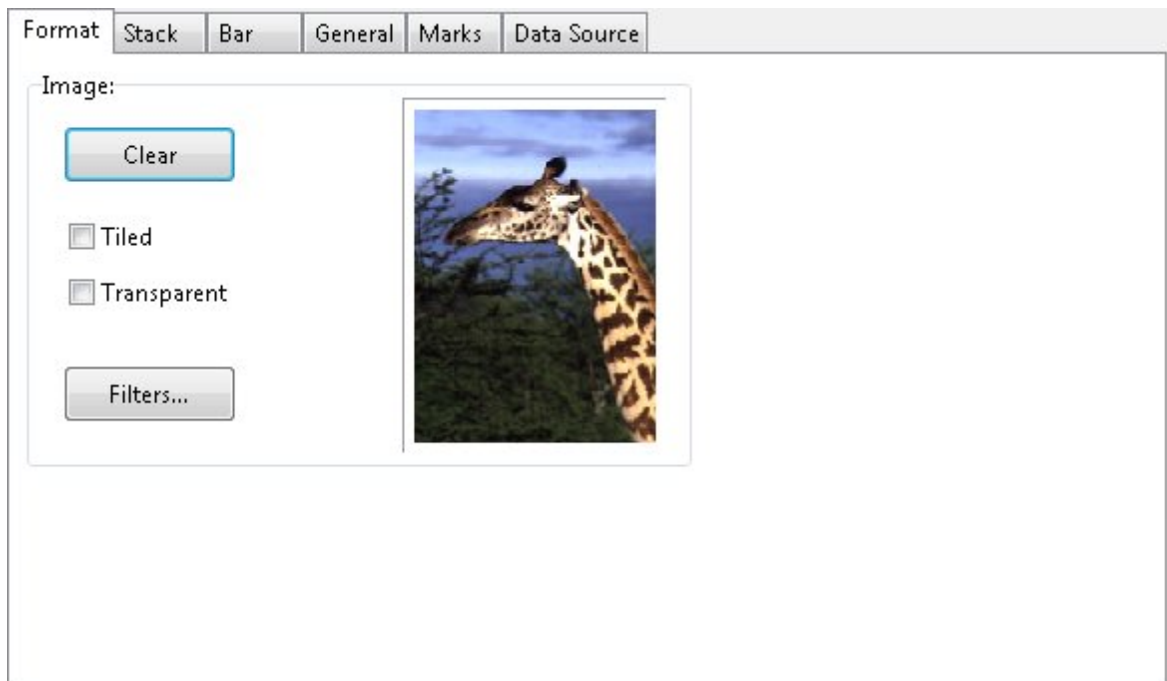 Format Stack Bar General Marks Data Source
Image:
Clear
Tiled
Transparent
Filters...